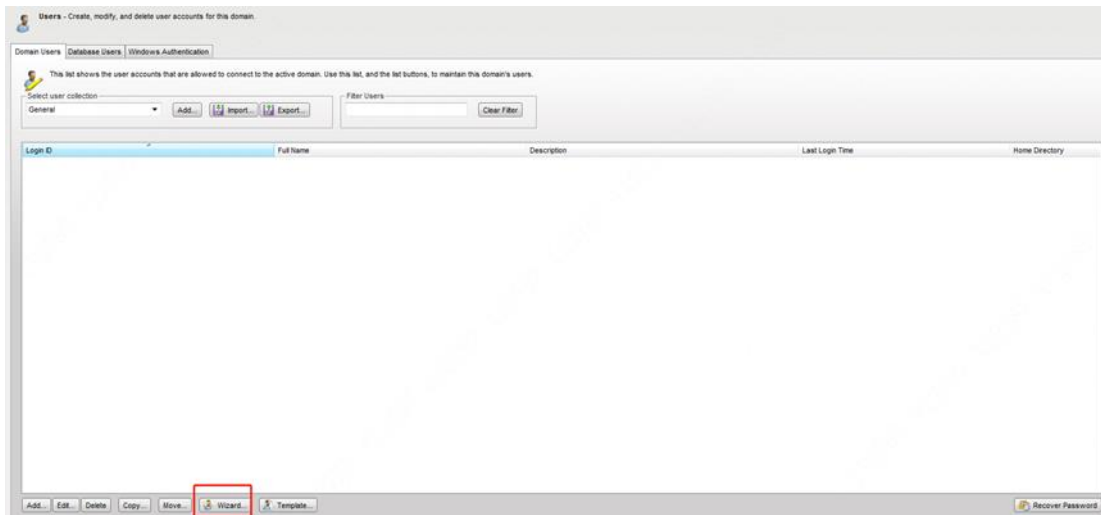 Users - Create, modify, and delete user accounts for this domain.
Domain Users Database Users Windows Authentication
This list shows the user accounts that are allowed to connect to the active domain. Use this list, and the list buttons, to maintain this domain's users.
Select user collection Filter Users
General Add... Import... Export... Clear Filter
Login ID Full Name Description Last Login Time Home Directory
Add... Edit... Delete Copy... Move... Wizard... Template... Recover Password